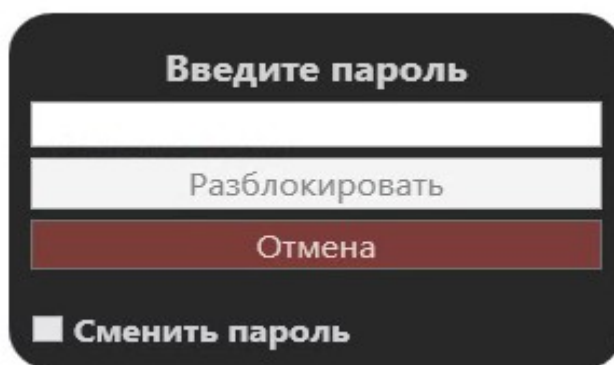 Введите пароль
Разблокировать
Отмена
Сменить пароль